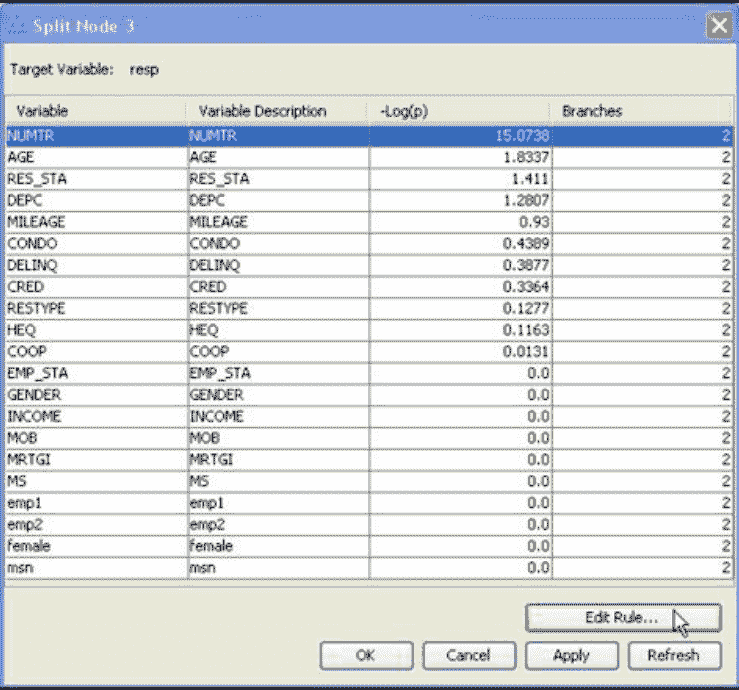 Split Node 3
Target Variable: resp
Variable Variable Description -Log(p) Branches
NUMTR NUMTR 15.0738 2
AGE AGE 1.8337 2
RES_STA RES_STA 1.411 2
DEPC DEPC 1.2807 2
MILEAGE MILEAGE 0.93 2
CONDO CONDO 0.4389 2
DELINQ DELINQ 0.3877 2
CRED CRED 0.3364 2
RESTYPE RESTYPE 0.1277 2
HEQ HEQ 0.1163 2
COOP COOP 0.0131 2
EMP_STA EMP_STA 0.0 2
GENDER GENDER 0.0 2
INCOME INCOME 0.0 2
MOB MOB 0.0 2
MRTGI MRTGI 0.0 2
MS MS 0.0 2
emp1 emp1 0.0 2
emp2 emp2 0.0 2
female female 0.0 2
msn msn 0.0 2
Edit Rule...
OK Cancel Apply Refresh